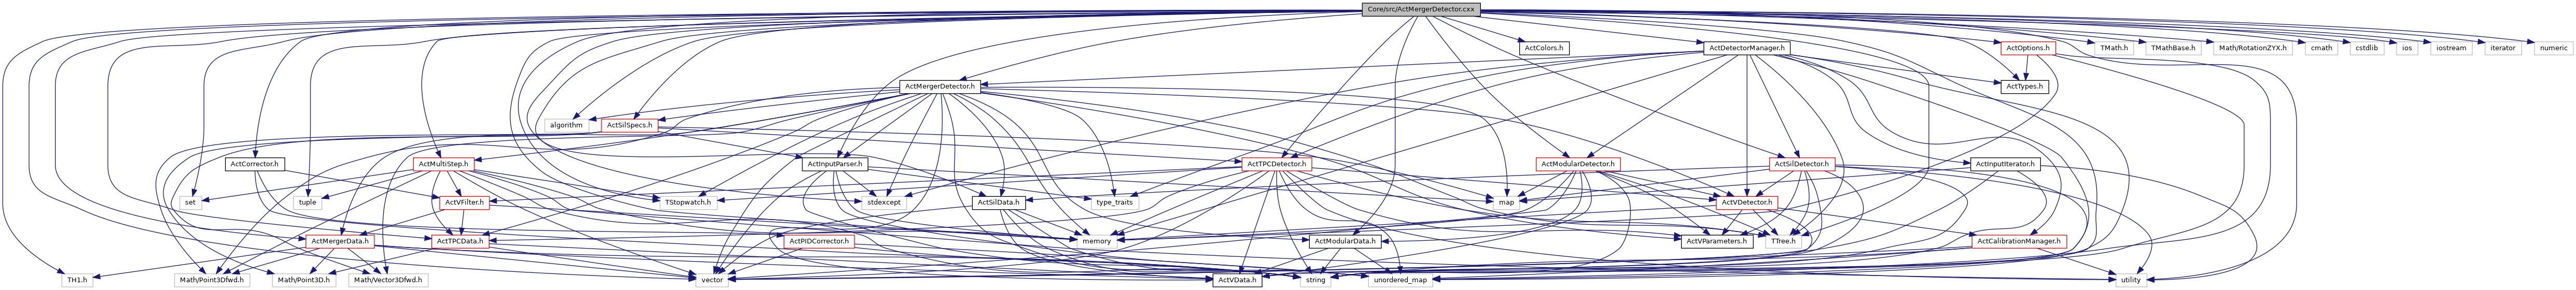 Core/src/ActMergerDetector.cxx
ActColors.h
ActDetectorManager.h
ActOptions.h
TMath.h
TMathBase.h
Math/RotationZYX.h
cmath
cstdlib
ios
iostream
iterator
numeric
ActMergerDetector.h
ActTypes.h
algorithm
ActSilSpecs.h
ActCorrector.h
ActMultiStep.h
ActInputParser.h
ActTPCDetector.h
ActModularDetector.h
ActSilDetector.h
ActInputIterator.h
set
tuple
ActVFilter.h
TStopwatch.h
stdexcept
ActSilData.h
type_traits
map
ActVDetector.h
ActMergerData.h
ActTPCData.h
ActPIDCorrector.h
memory
ActModularData.h
ActVParameters.h
TTree.h
ActCalibrationManager.h
TH1.h
Math/Point3Dfwd.h
Math/Point3D.h
Math/Vector3Dfwd.h
vector
ActVData.h
string
unordered_map
utility